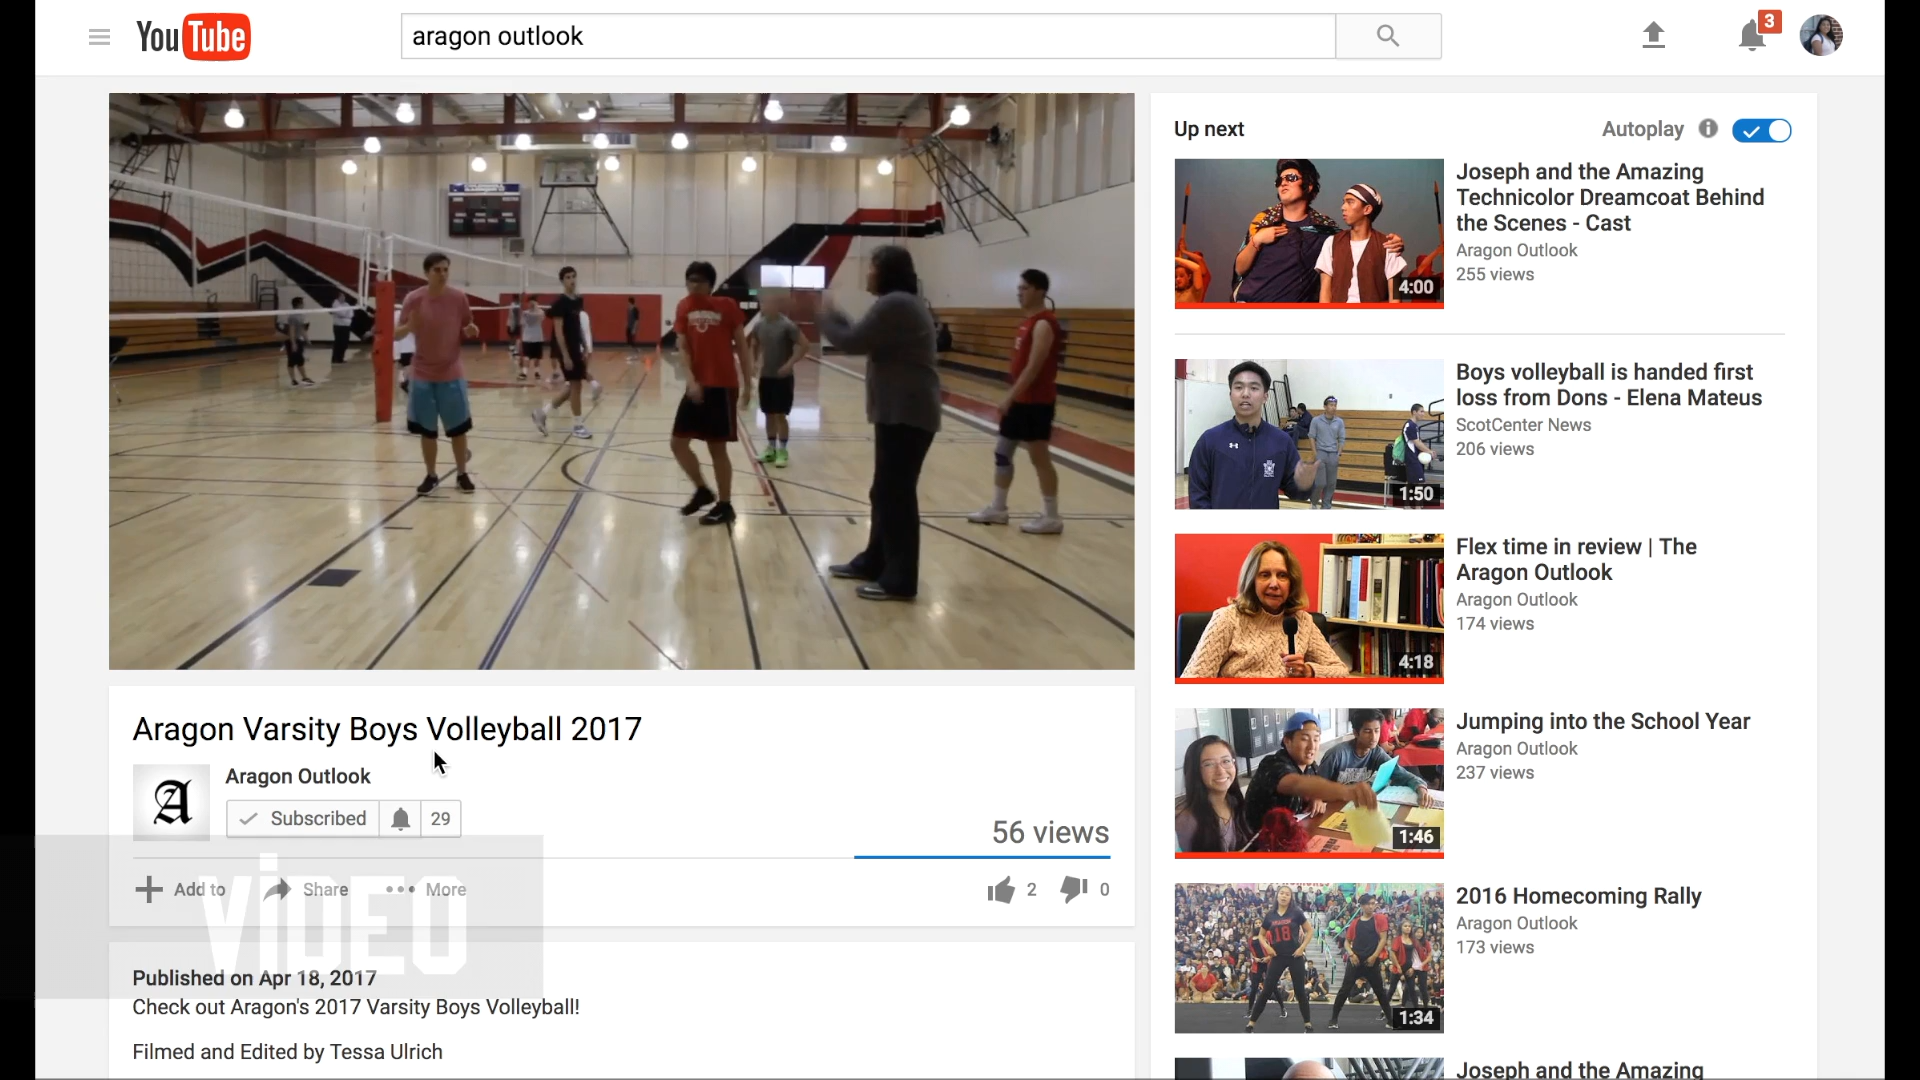 YouTube
aragon outlook
3
Up next
Autoplay
Joseph and the Amazing
Technicolor Dreamcoat Behind
the Scenes - Cast
Aragon Outlook
255 views
4:00
Boys volleyball is handed first
loss from Dons - Elena Mateus
ScotCenter News
206 views
1:50
Flex time in review | The
Aragon Outlook
Aragon Outlook
174 views
4:18
Jumping into the School Year
Aragon Outlook
237 views
1:46
2016 Homecoming Rally
Aragon Outlook
173 views
1:34
Joseph and the Amazing
Aragon Varsity Boys Volleyball 2017
A
Aragon Outlook
Subscribed
29
56 views
Add to
Share
More
2
0
VİDEO
Published on Apr 18, 2017
Check out Aragon's 2017 Varsity Boys Volleyball!
Filmed and Edited by Tessa Ulrich